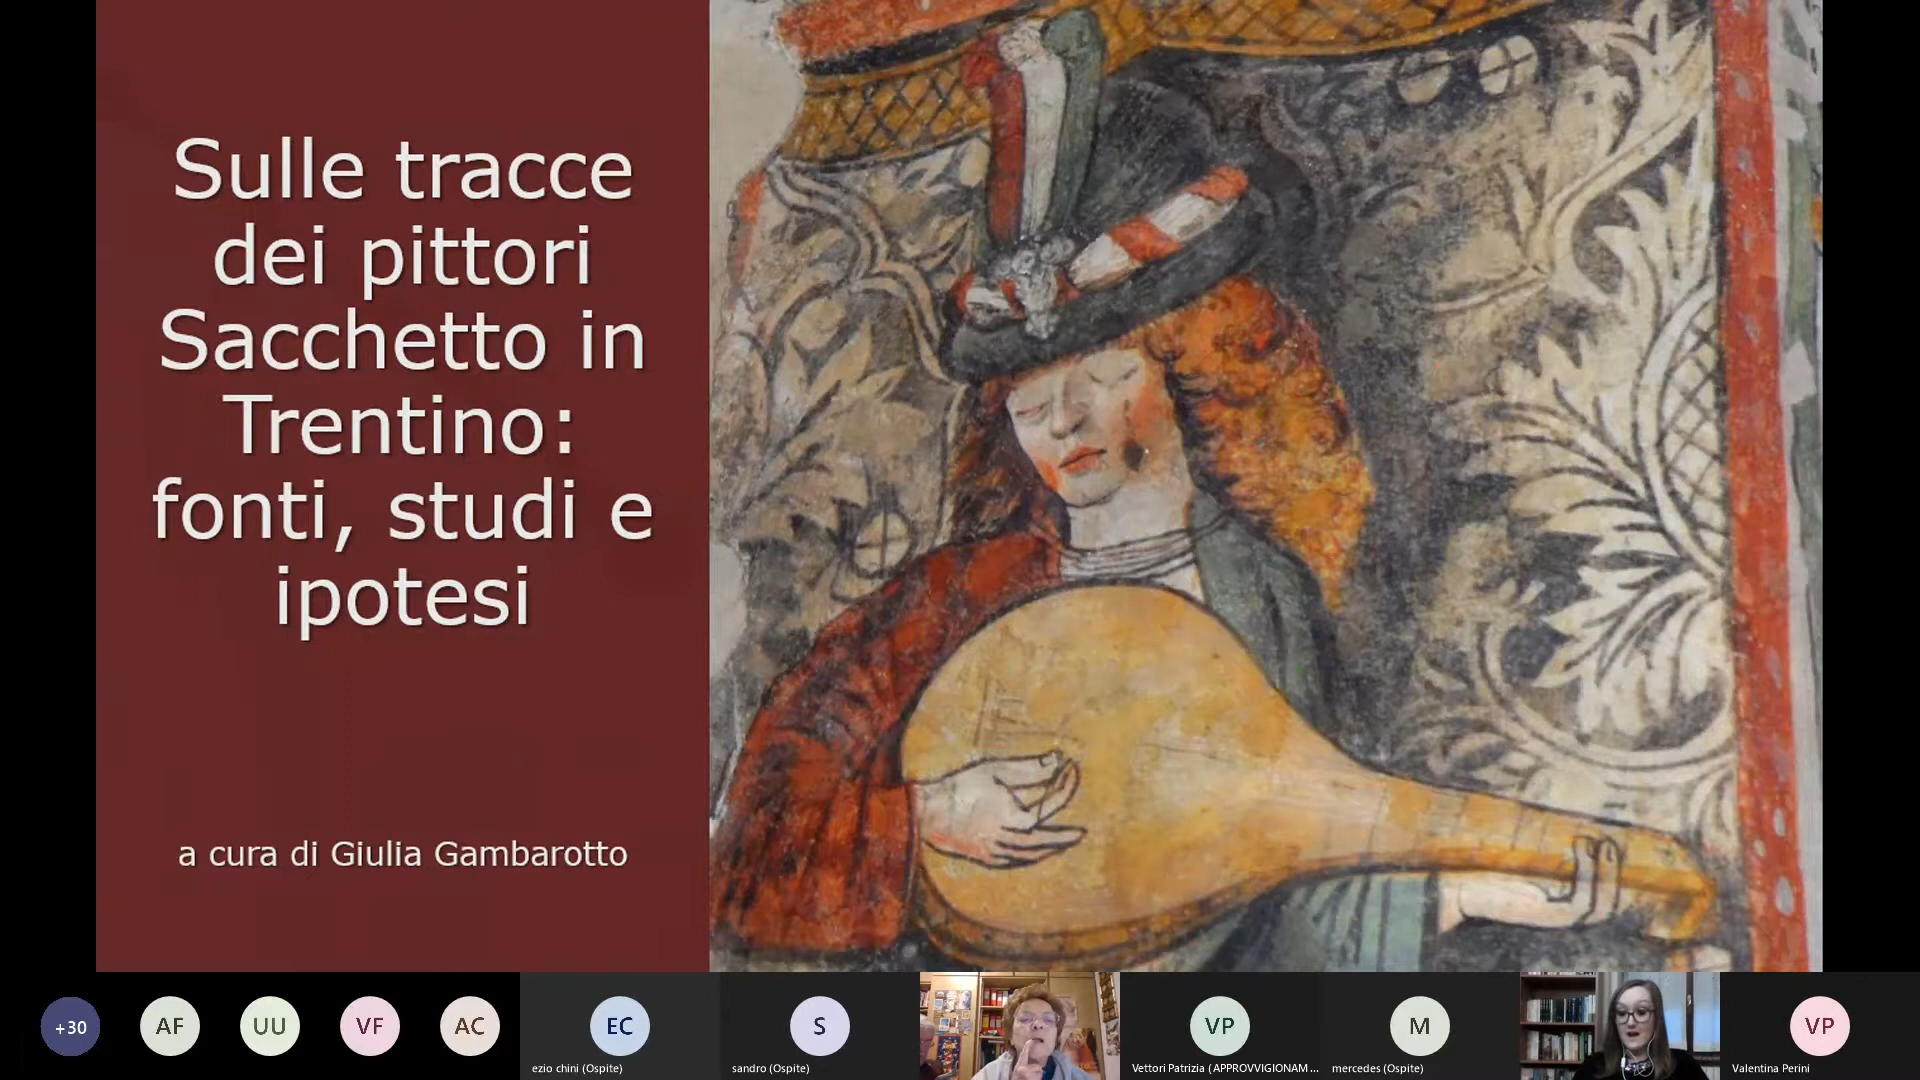 Sulle tracce
dei pittori
Sacchetto in
Trentino:
fonti, studi e
ipotesi
a cura di Giulia Gambarotto
+30
AF
UU
VF
AC
EC
S
VP
M
VP
ezio chini (Ospite)
sandro (Ospite)
Vettori Patrizia ( APPROVVIGIONAM ...
mercedes (Ospite)
Valentina Perini